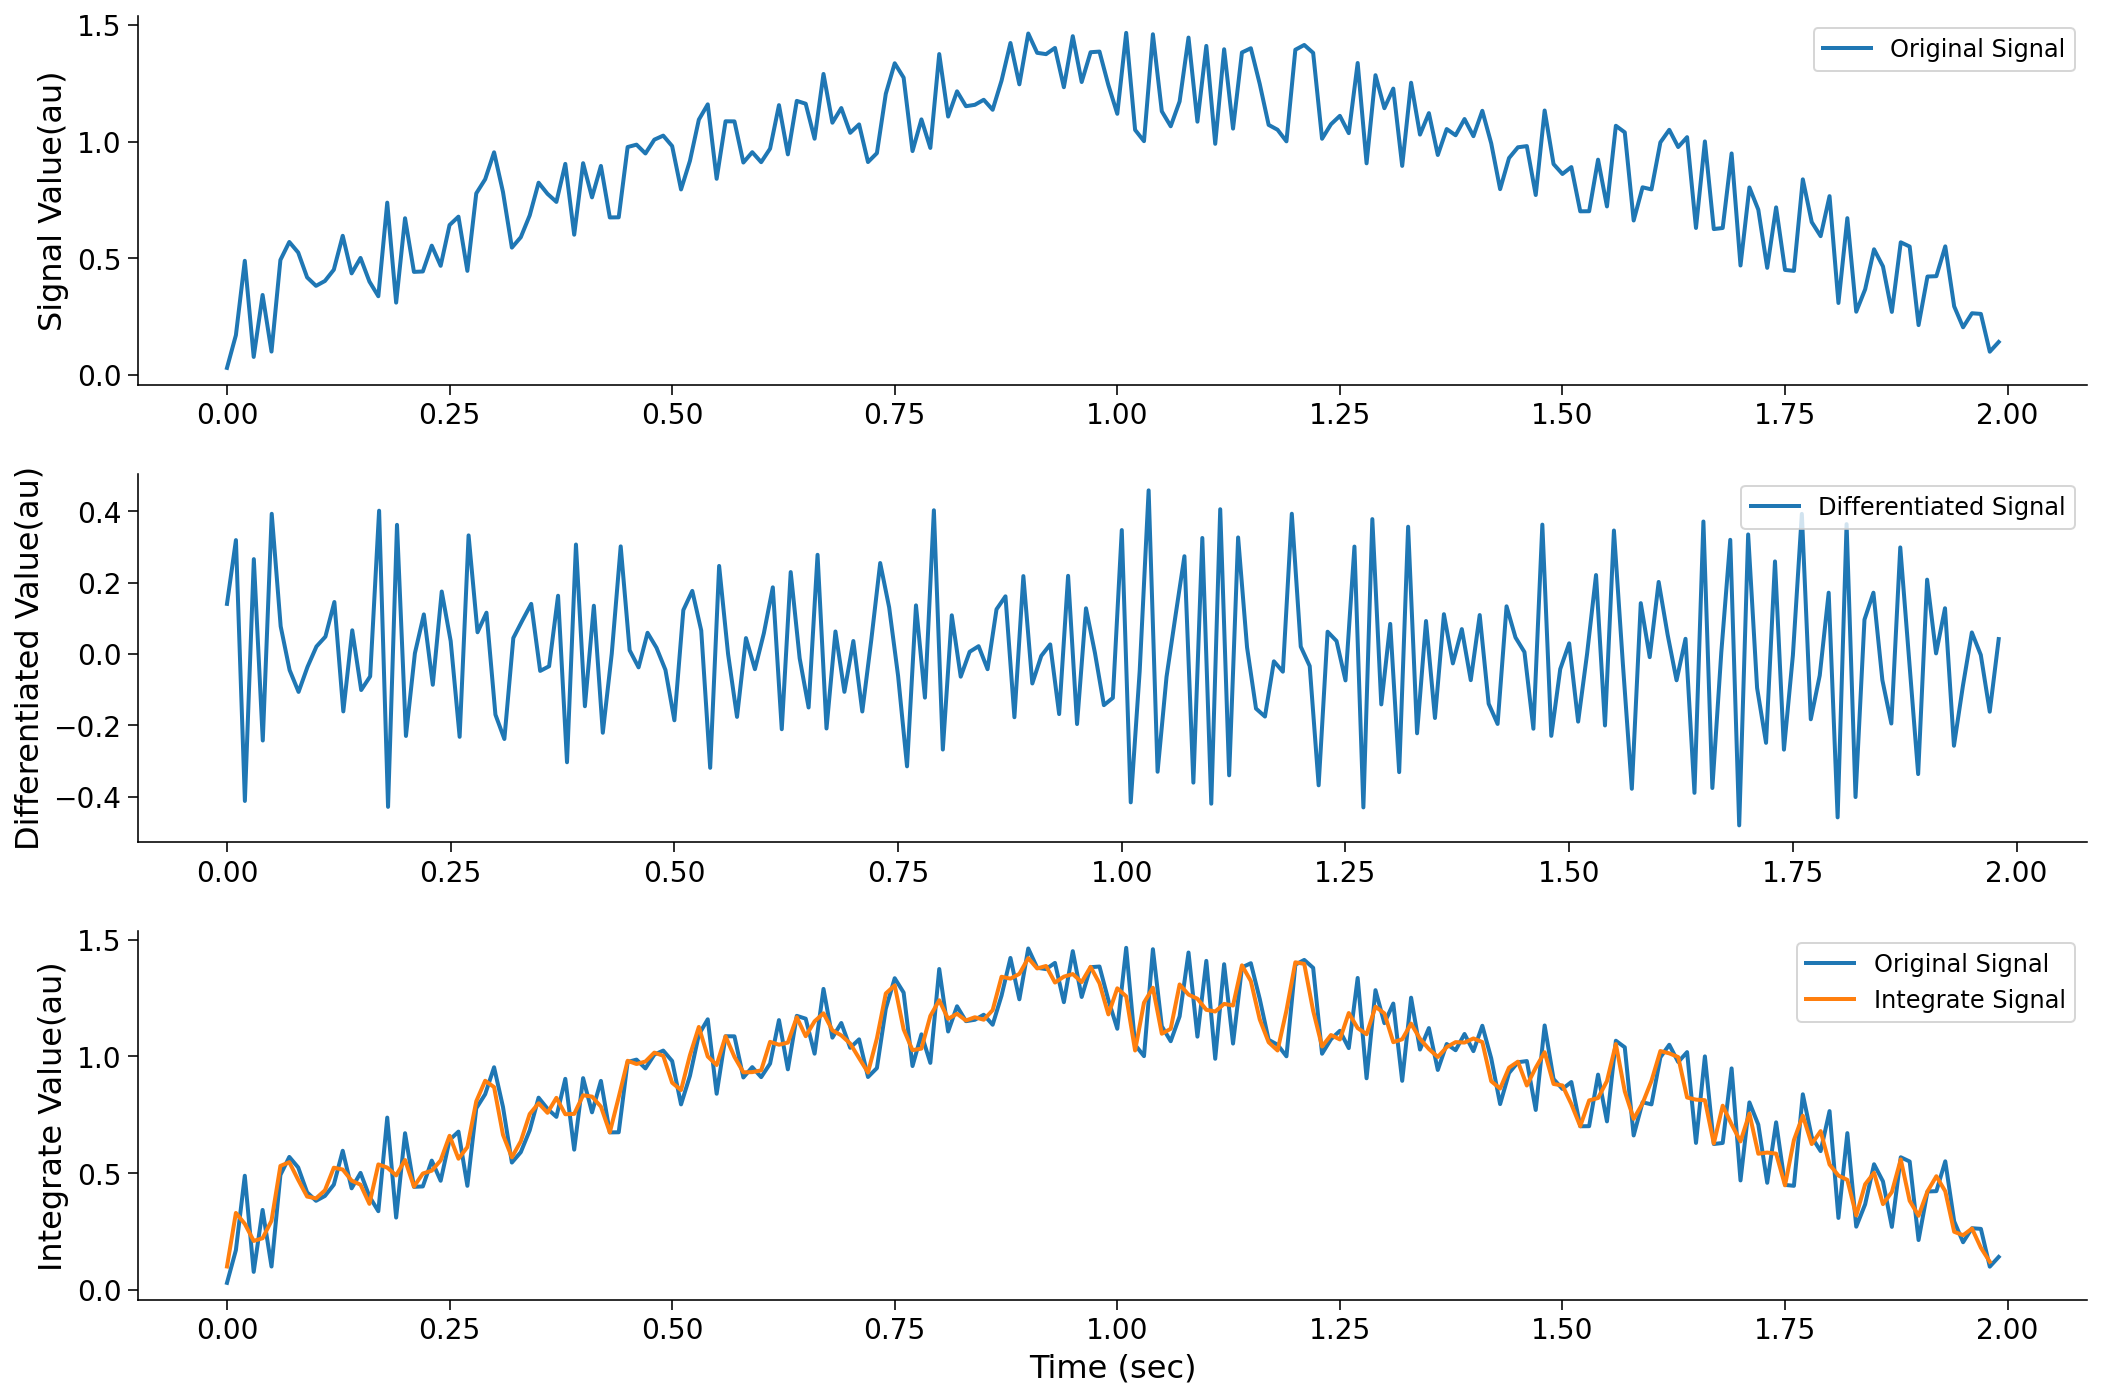 Signal Value(au)
1.5
1.0
0.5
0.0
Original Signal
0.00 0.25 0.50 0.75 1.00 1.25 1.50 1.75 2.00
Differentiated Value(au)
0.4
0.2
0.0
−0.2
−0.4
Differentiated Signal
0.00 0.25 0.50 0.75 1.00 1.25 1.50 1.75 2.00
Integrate Value(au)
1.5
1.0
0.5
0.0
Original Signal
Integrate Signal
0.00 0.25 0.50 0.75 1.00 1.25 1.50 1.75 2.00
Time (sec)